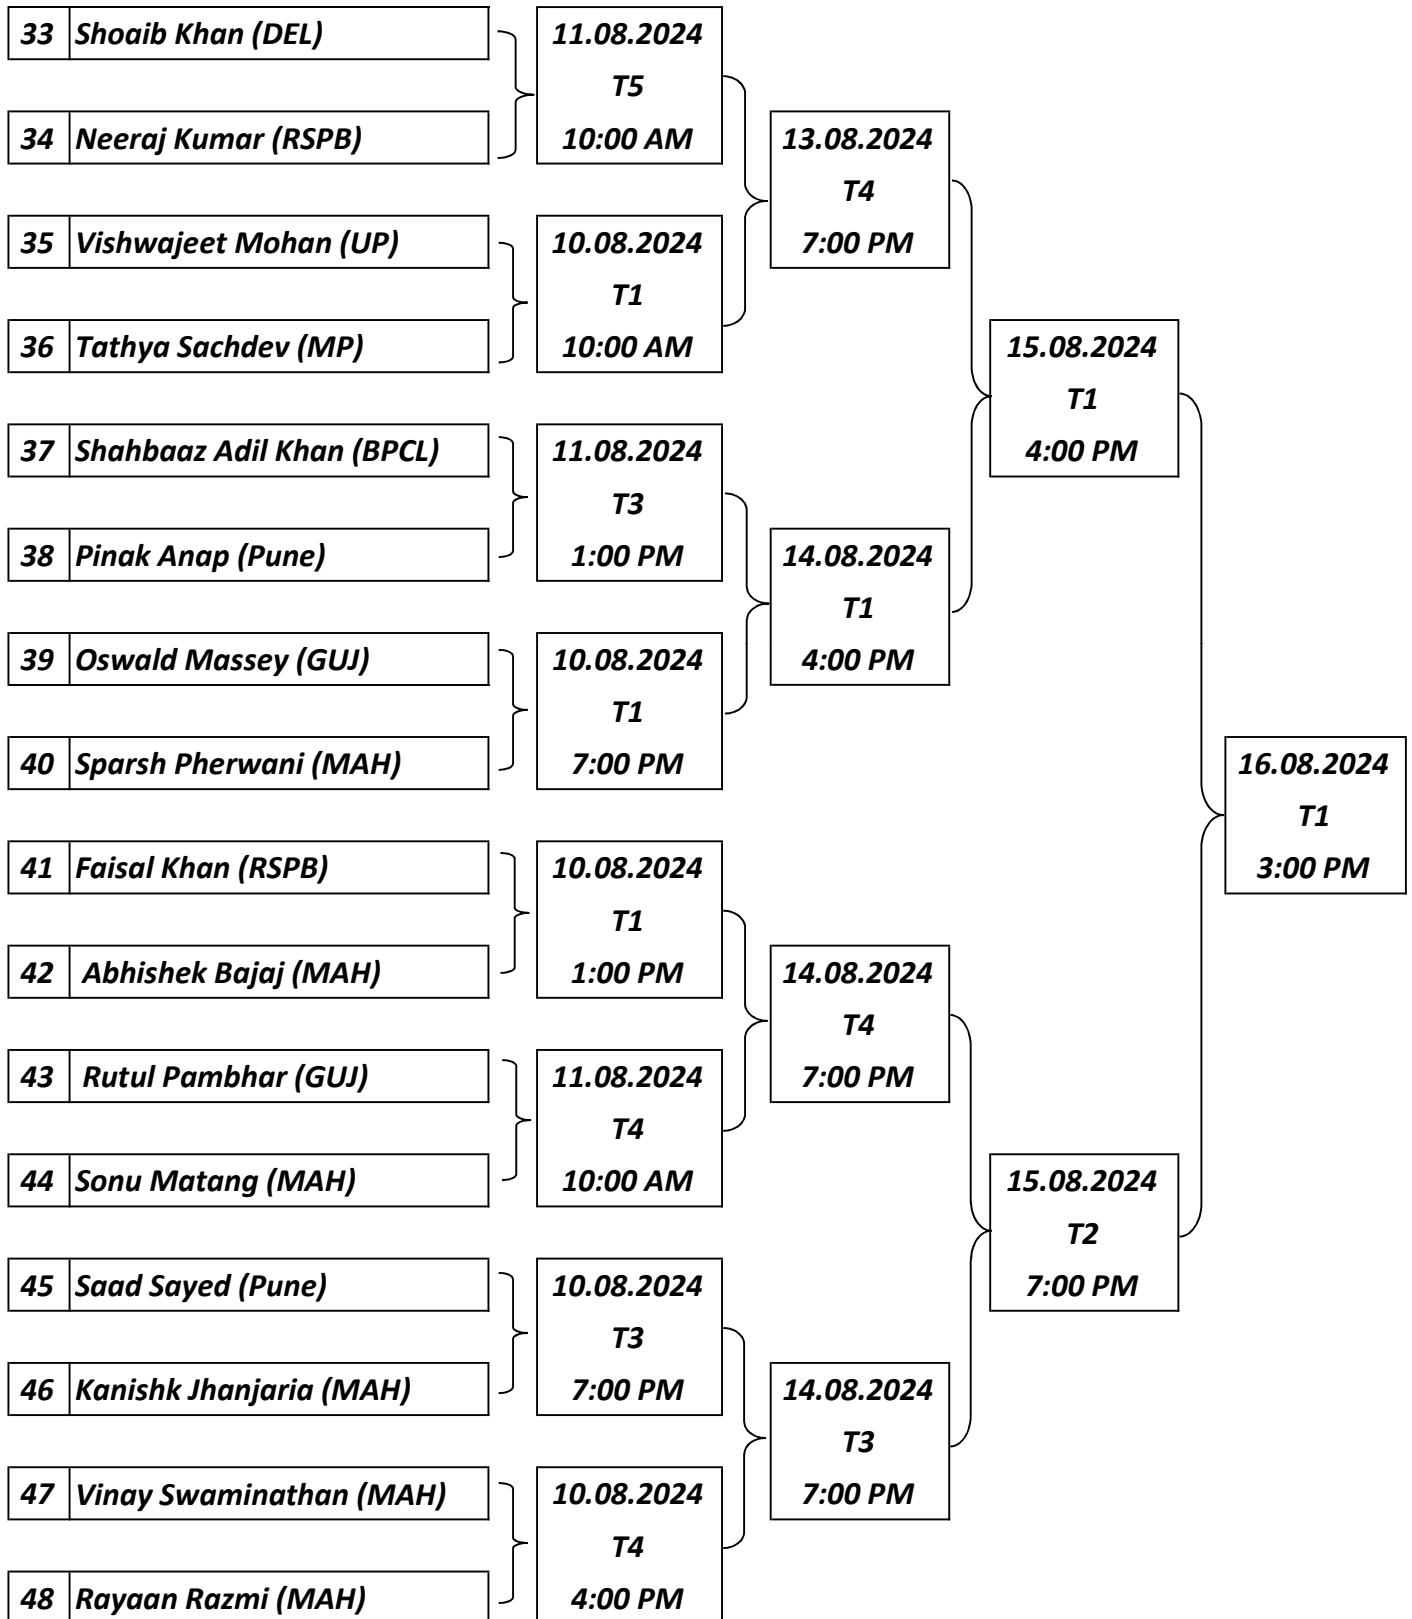 33 Shoaib Khan (DEL) 11.08.2024
T5
34 Neeraj Kumar (RSPB) 10:00 AM 13.08.2024
T4
35 Vishwajeet Mohan (UP) 10.08.2024 7:00 PM
T1
36 Tathya Sachdev (MP) 10:00 AM 15.08.2024
T1
37 Shahbaaz Adil Khan (BPCL) 11.08.2024 4:00 PM
T3
38 Pinak Anap (Pune) 1:00 PM 14.08.2024
T1
39 Oswald Massey (GUJ) 10.08.2024 4:00 PM
T1
40 Sparsh Pherwani (MAH) 7:00 PM 16.08.2024
T1
41 Faisal Khan (RSPB) 10.08.2024 3:00 PM
T1
42 Abhishek Bajaj (MAH) 1:00 PM 14.08.2024
T4
43 Rutul Pambhar (GUJ) 11.08.2024 7:00 PM
T4
44 Sonu Matang (MAH) 10:00 AM 15.08.2024
T2
45 Saad Sayed (Pune) 10.08.2024 7:00 PM
T3
46 Kanishk Jhanjaria (MAH) 7:00 PM 14.08.2024
T3
47 Vinay Swaminathan (MAH) 10.08.2024 7:00 PM
T4
48 Rayaan Razmi (MAH) 4:00 PM